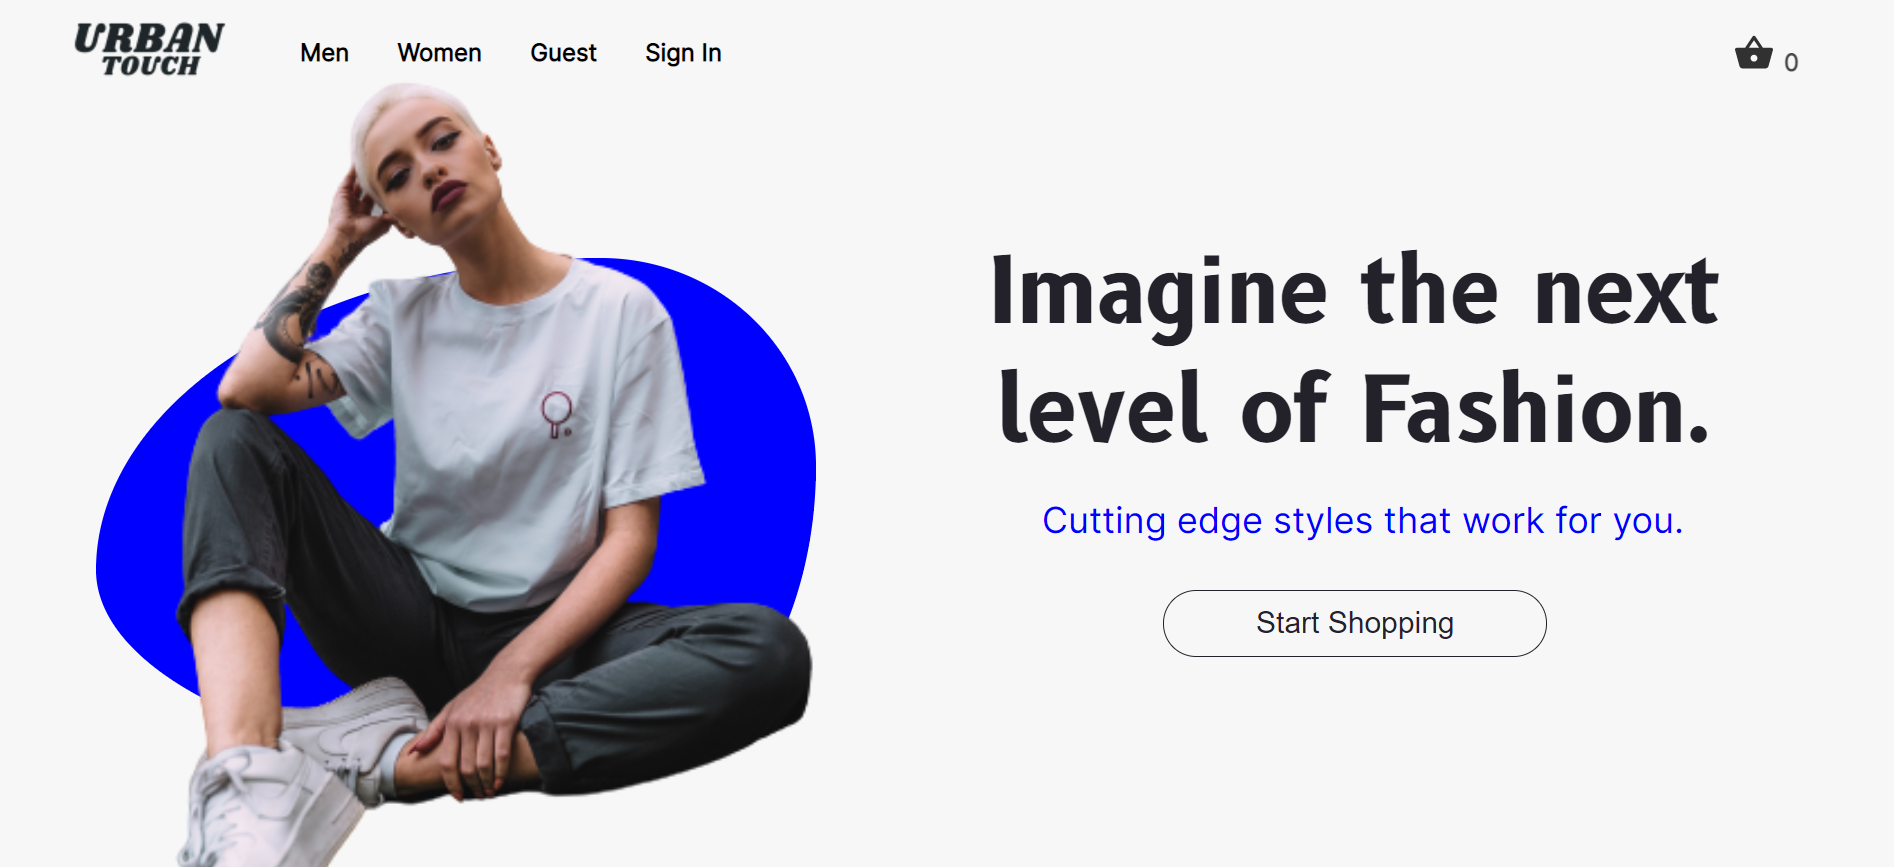 URBAN
TOUCH
Men Women Guest Sign In
0
Imagine the next
level of Fashion.
Cutting edge styles that work for you.
Start Shopping